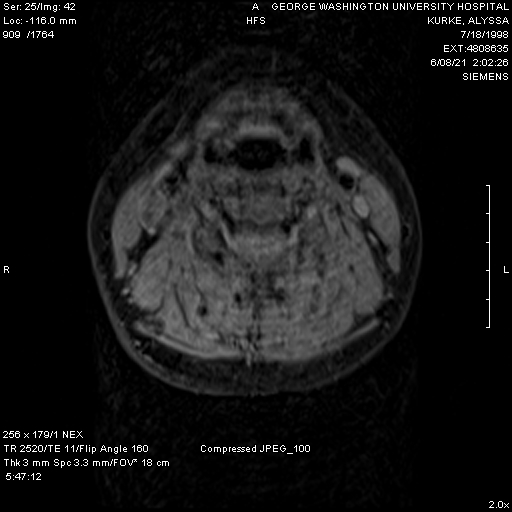 Ser: 25/Img: 42
Loc: -116.0 mm
909 /1764
A
HFS
GEORGE WASHINGTON UNIVERSITY HOSPITAL
KURKE, ALYSSA
7/18/1998
EXT:4808635
6/08/21 2:02:26
SIEMENS
R
L
256 x 179/1 NEX
TR 2520/TE 11/Flip Angle 160
Thk 3 mm Spc 3.3 mm/FOV* 18 cm
5:47:12
Compressed JPEG_100
2.0x